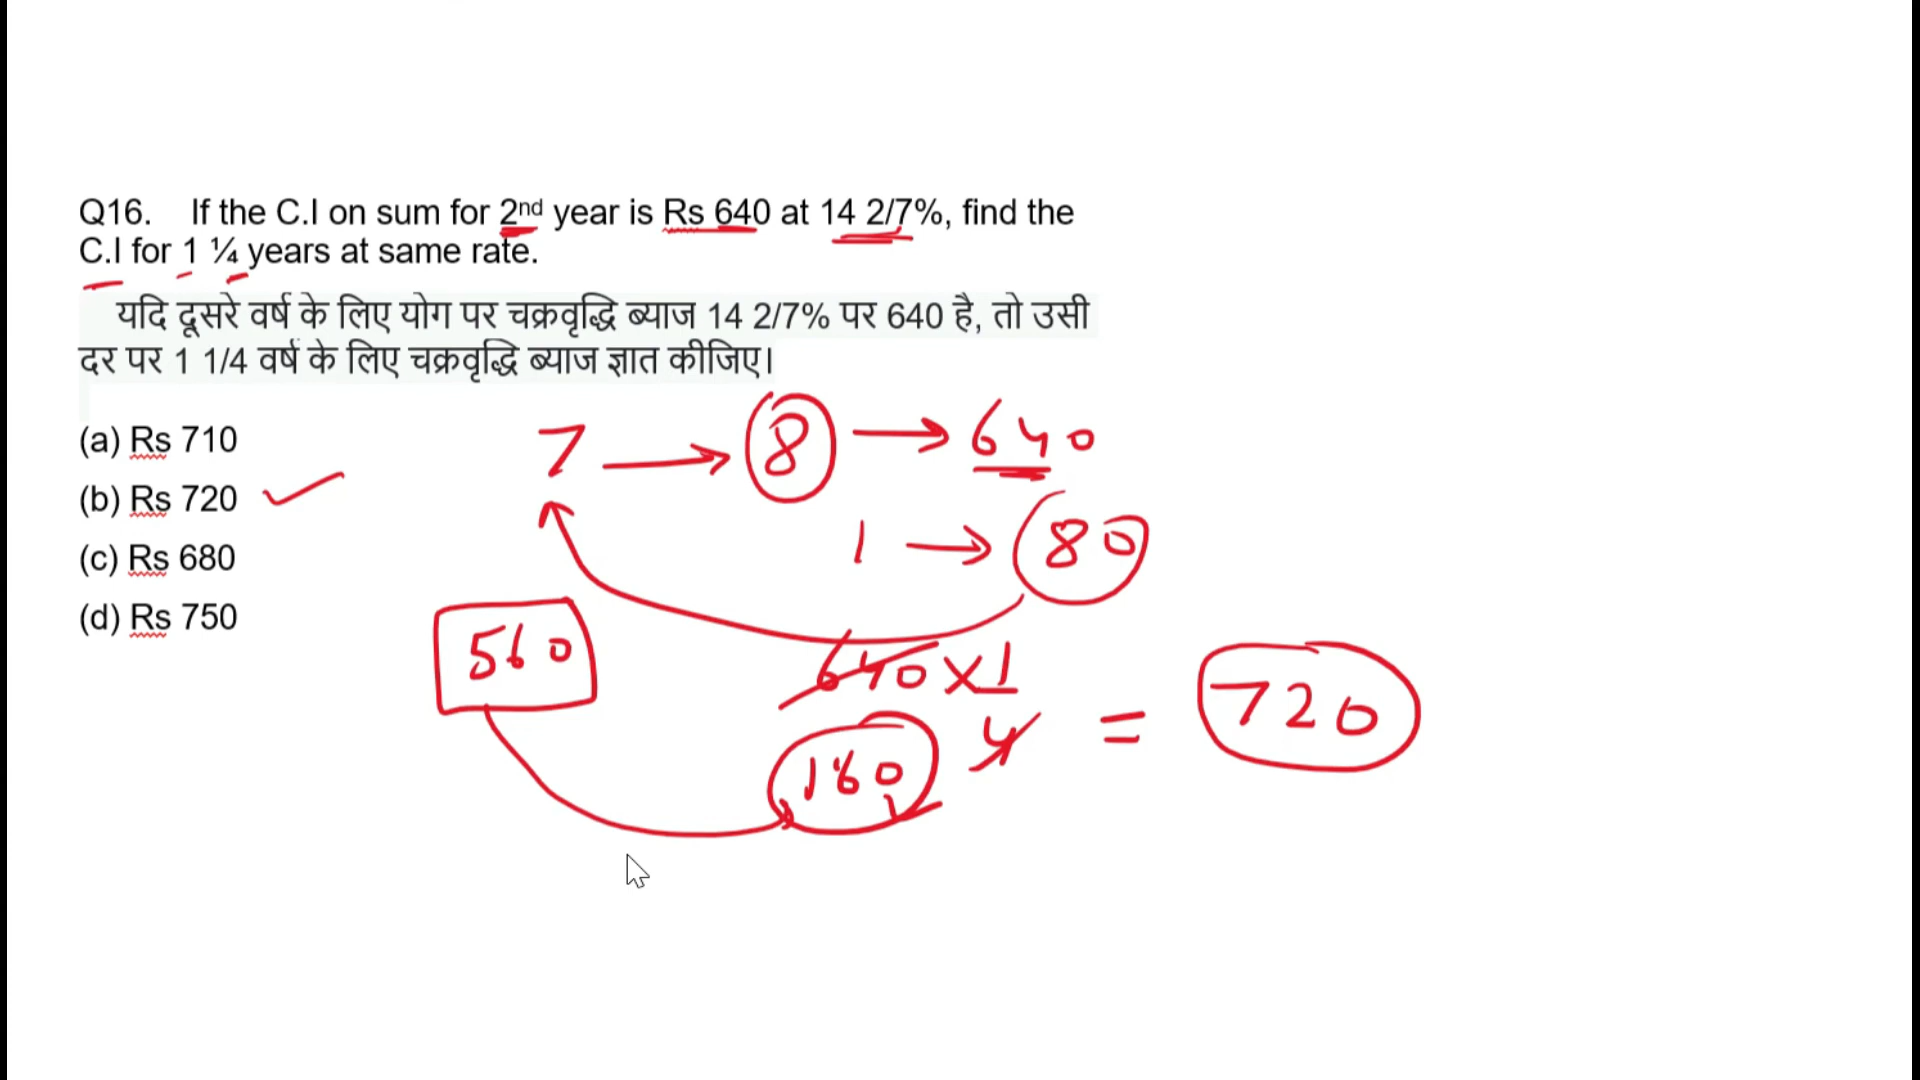 Q16. If the C.I on sum for 2nd year is Rs 640 at 14 2/7%, find the
C.I for 1 ¼ years at same rate.
यदि दूसरे वर्ष के लिए योग पर चक्रवृद्धि ब्याज 14 2/7% पर 640 है, तो उसी
दर पर 1 1/4 वर्ष के लिए चक्रवृद्धि ब्याज ज्ञात कीजिए।
(a) Rs 710
(b) Rs 720
(c) Rs 680
(d) Rs 750
7 → 8 → 640
1 → 80
560
640 × 1
4
160
= 720